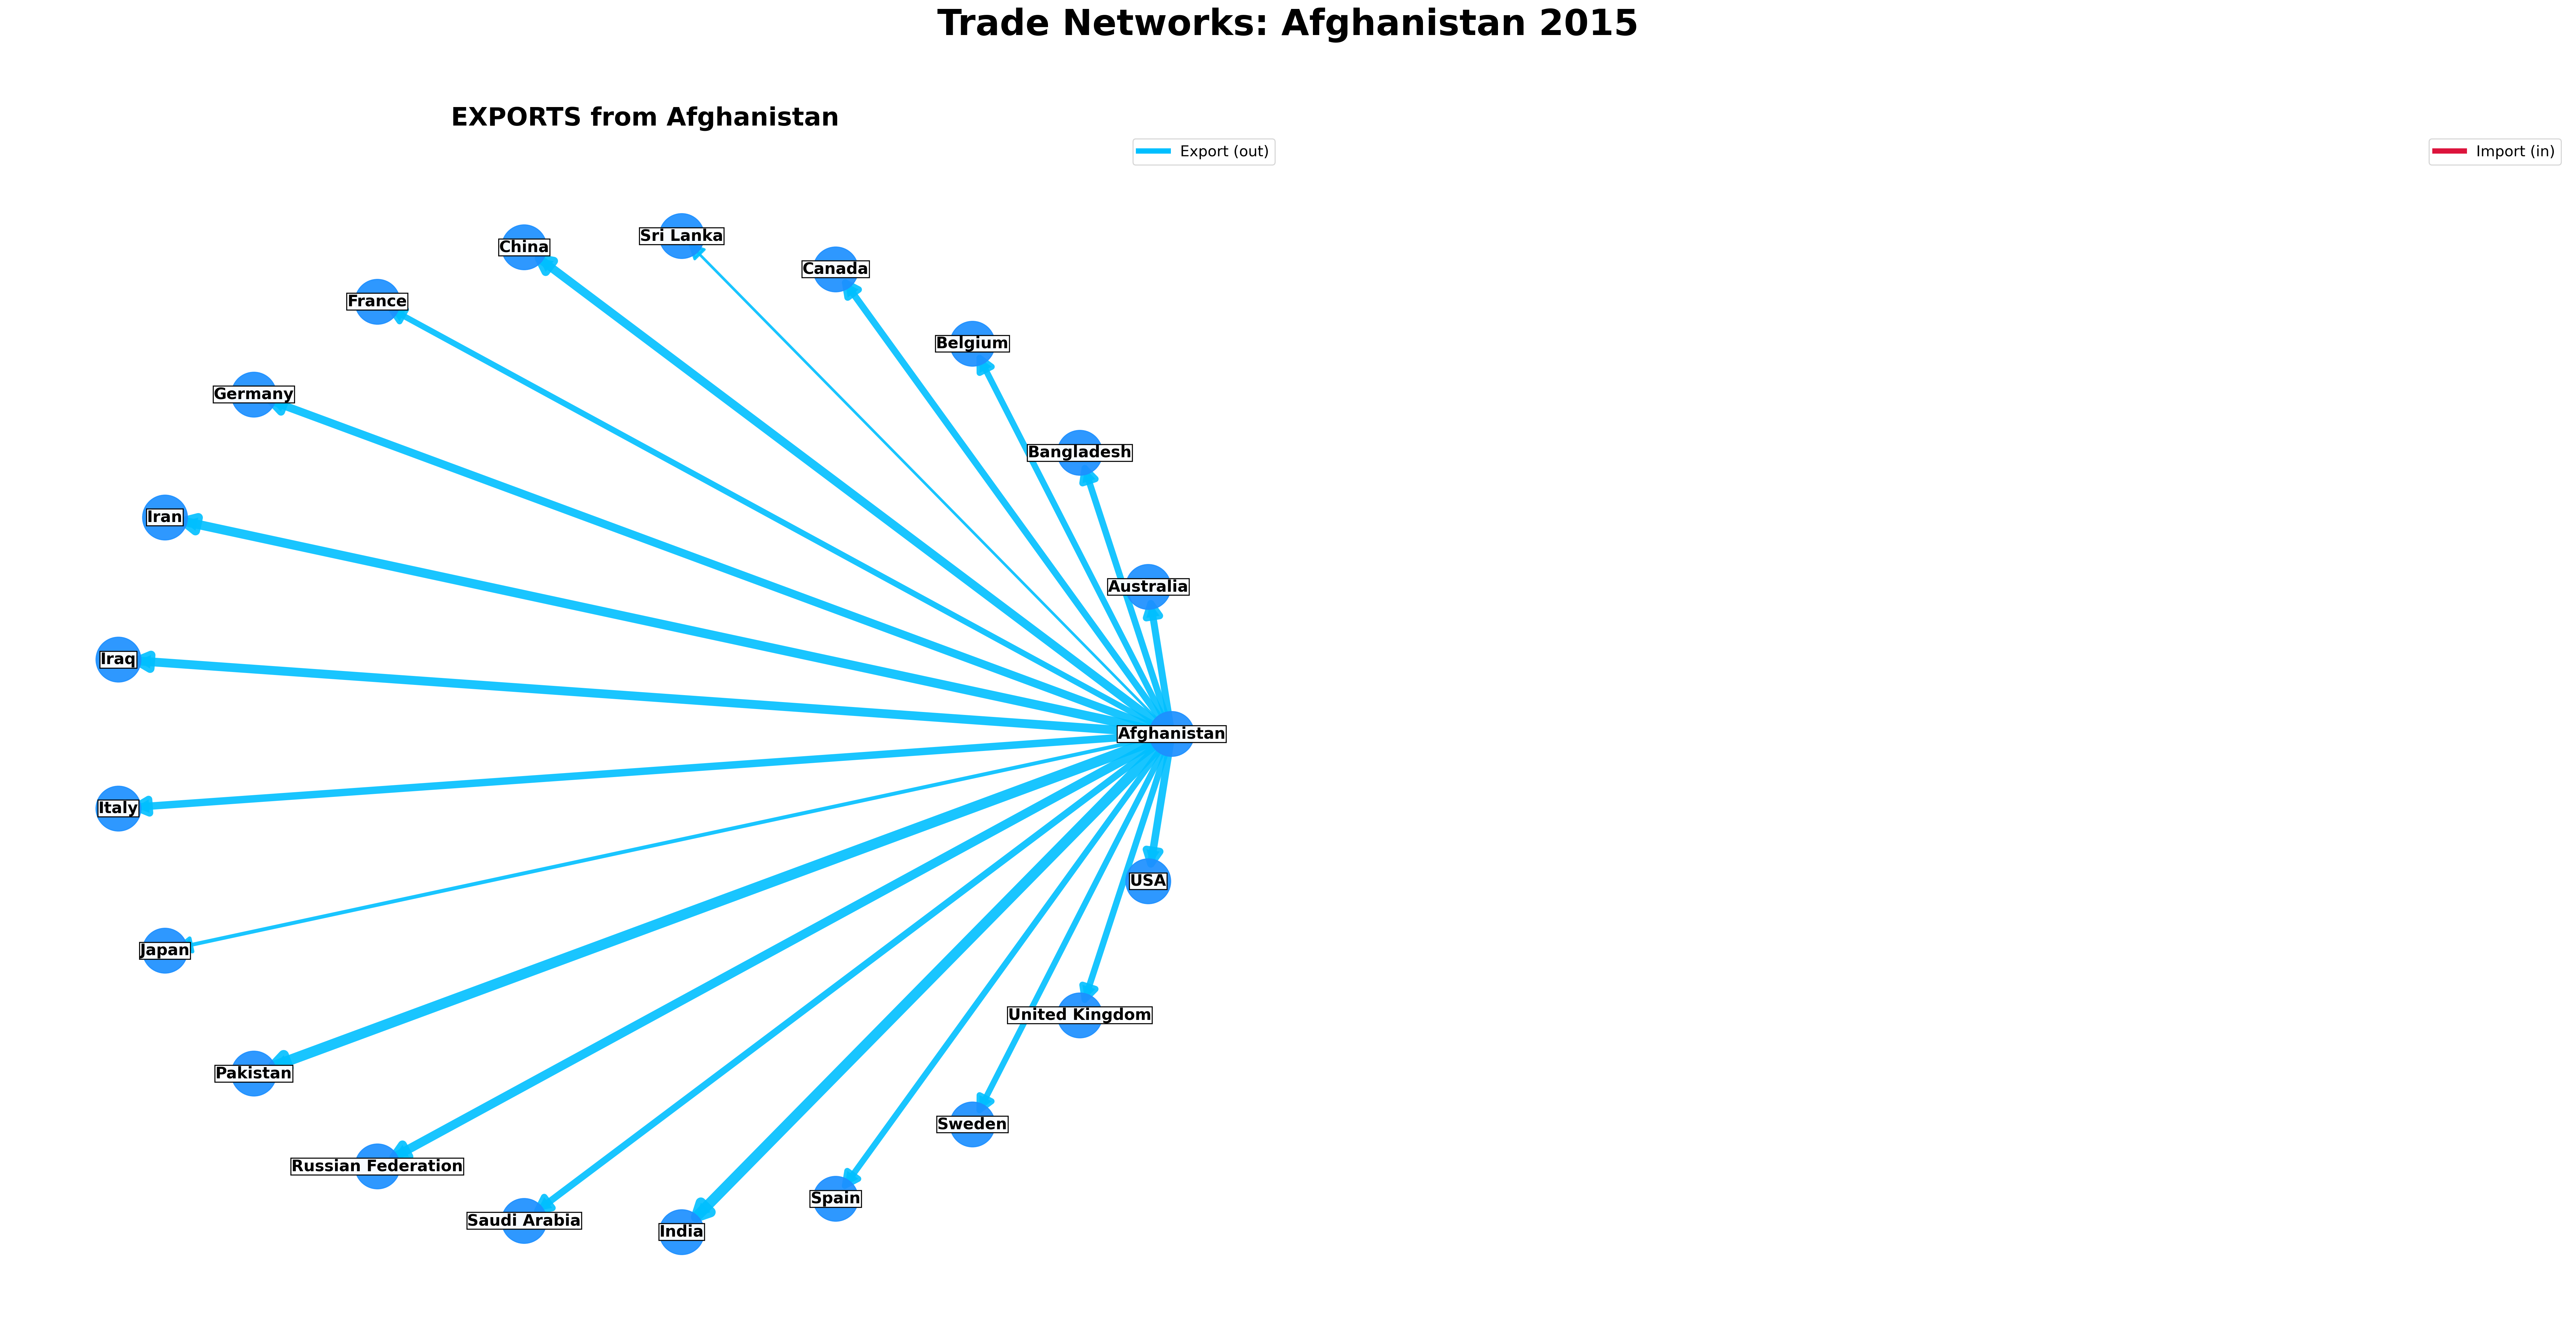 Trade Networks: Afghanistan 2015
EXPORTS from Afghanistan
Export (out)
Import (in)
Sri Lanka
China
Canada
France
Belgium
Germany
Bangladesh
Iran
Australia
Iraq
Afghanistan
Italy
USA
Japan
United Kingdom
Pakistan
Sweden
Russian Federation
Spain
Saudi Arabia
India